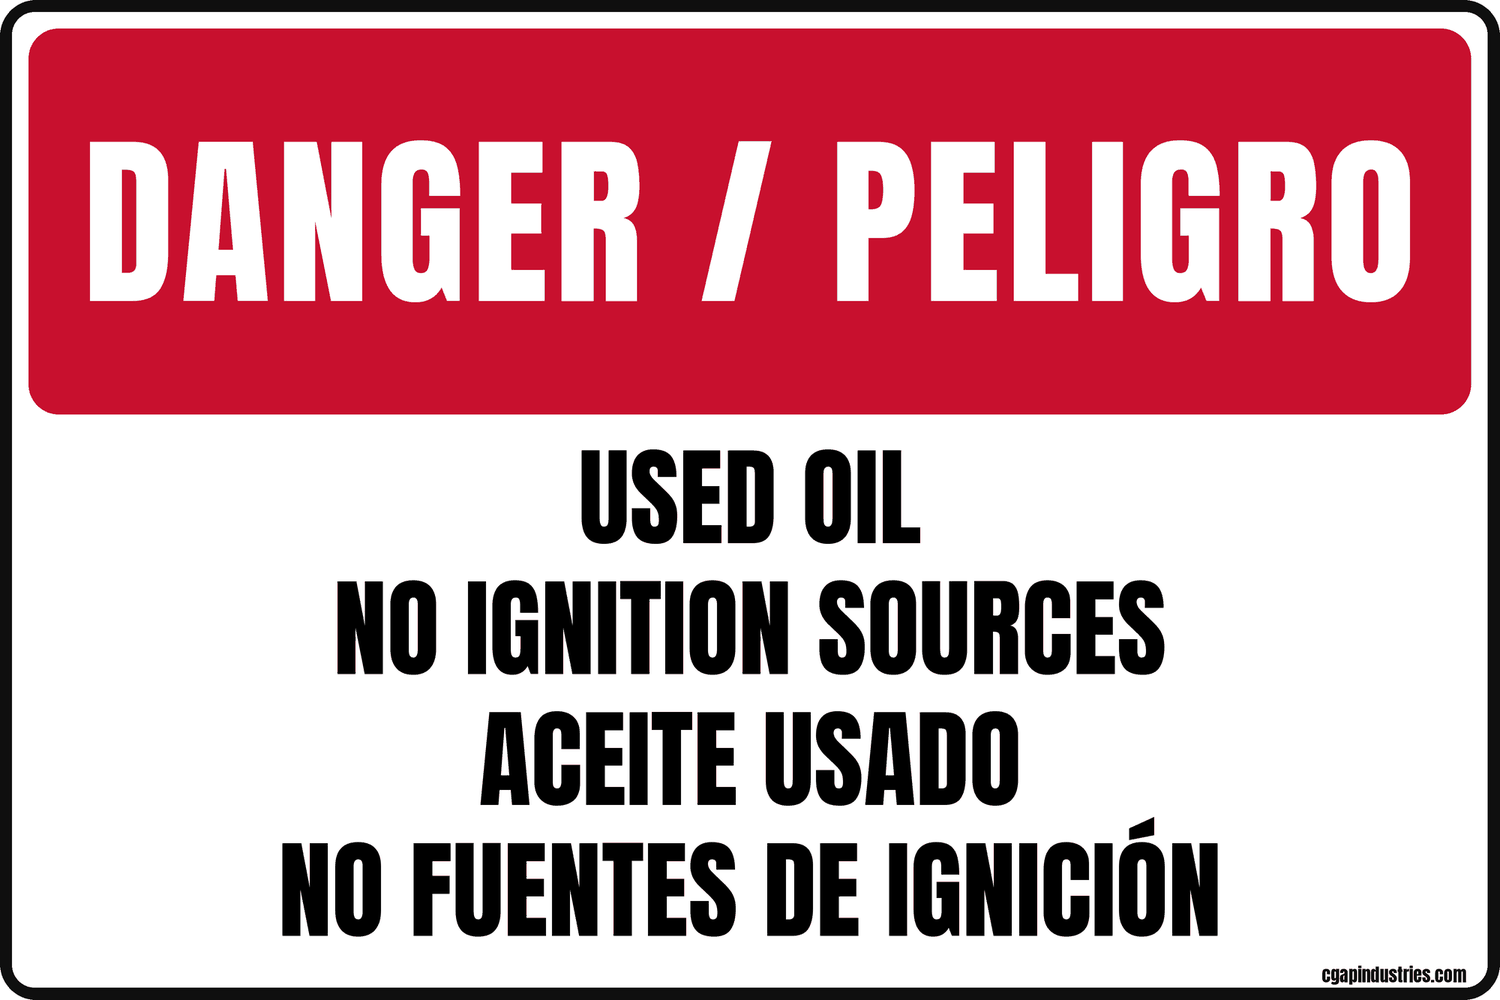 DANGER / PELIGRO
USED OIL
NO IGNITION SOURCES
ACEITE USADO
NO FUENTES DE IGNICIÓN
cgapindustries.com